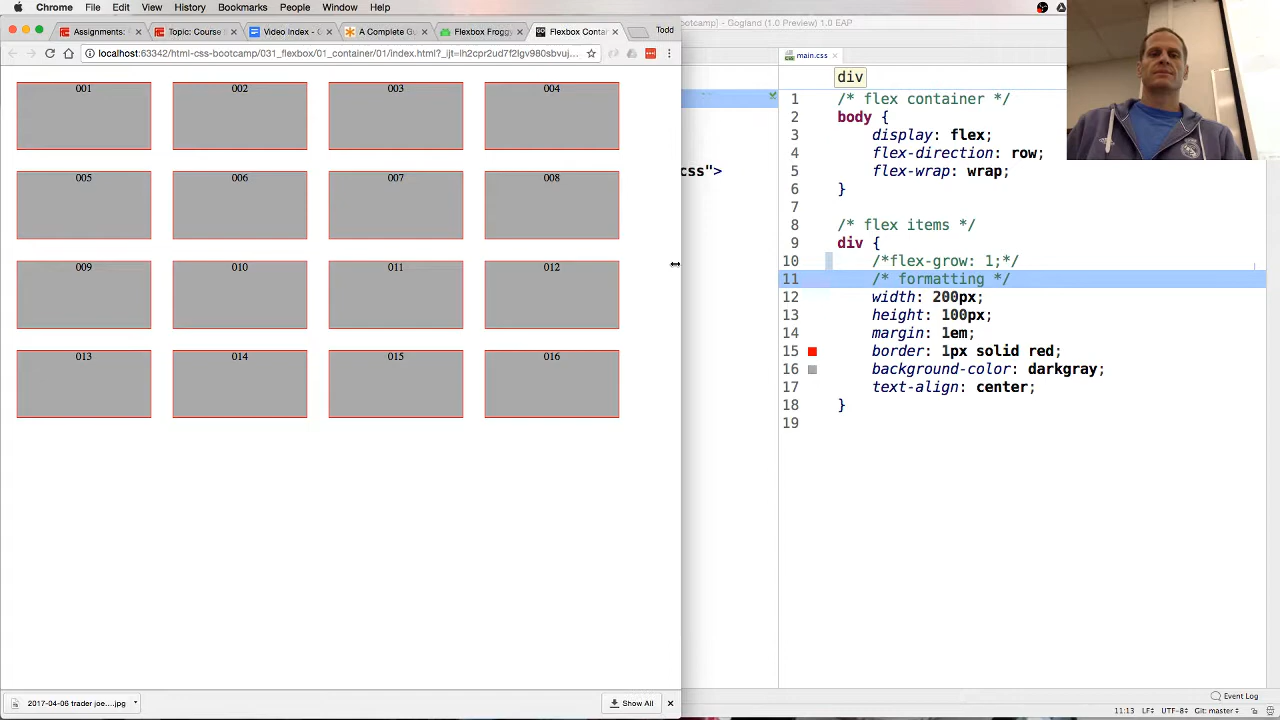 Chrome File Edit View History Bookmarks People Window Help
ootcamp] - Gogland (1.0 Preview) 1.0 EAP
Topic: Course
Video Index - G
A Complete Gu
Flexbox Frogg
Flexbox Contai
Todd
localhost:63342/html-css-bootcamp/031_flexbox/01_container/01/index.html?_ijt=lh2cpr2ud7f2lgv980sbvuj...
main.css
div
001 002 003 004
005 006 007 008
009 010 011 012
013 014 015 016
css">
1 /* flex container */
2 body {
3 display: flex;
4 flex-direction: row;
5 flex-wrap: wrap;
6 }
7
8 /* flex items */
9 div {
10 /*flex-grow: 1;*/
11 /* formatting */
12 width: 200px;
13 height: 100px;
14 margin: 1em;
15 border: 1px solid red;
16 background-color: darkgray;
17 text-align: center;
18 }
19
Event Log
2017-04-06 trader joe....jpg
Show All
11:13 LF÷ UTF-8÷ Git: master÷